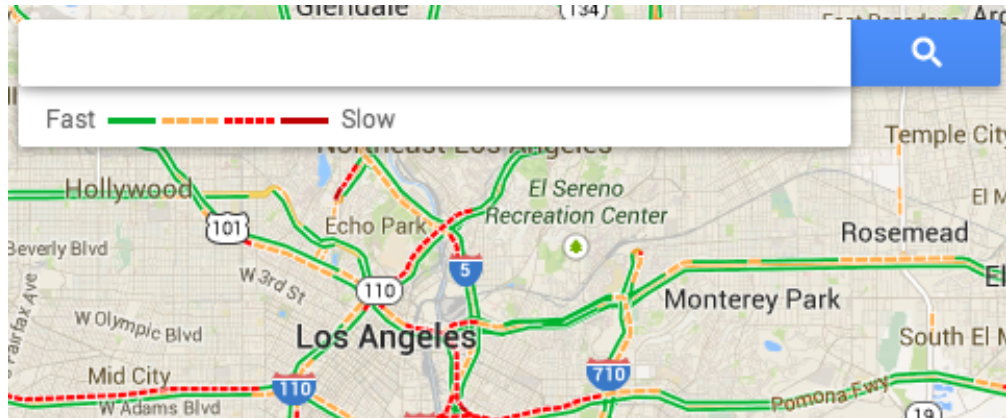 Glendale
134
Fast Slow
Temple City
Northeast Los Angeles
Hollywood
El Sereno
Recreation Center
101
Echo Park
Rosemead
Beverly Blvd
5
W 3rd St
110
Monterey Park
Fairfax Ave
W Olympic Blvd
Los Angeles
South El M
Mid City
110
710
Pomona Fwy
W Adams Blvd
19